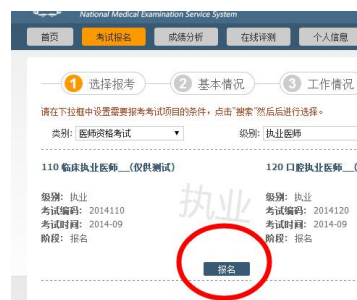 National Medical Examination Service System
首页 考试报名 成绩分析 在线评测 个人信息
1 选择报考 2 基本情况 3 工作情况
请在下拉框中设置需要报考考试项目的条件，点击"搜索"然后后进行选择。
类别: 医师资格考试 级别: 执业医师
110 临床执业医师__(仅供测试) 120 口腔执业医师__(
级别: 执业 级别: 执业
考试编码: 2014110 考试编码: 2014120
考试时间: 2014-09 考试时间: 2014-09
阶段: 报名 阶段: 报名
执业
报名